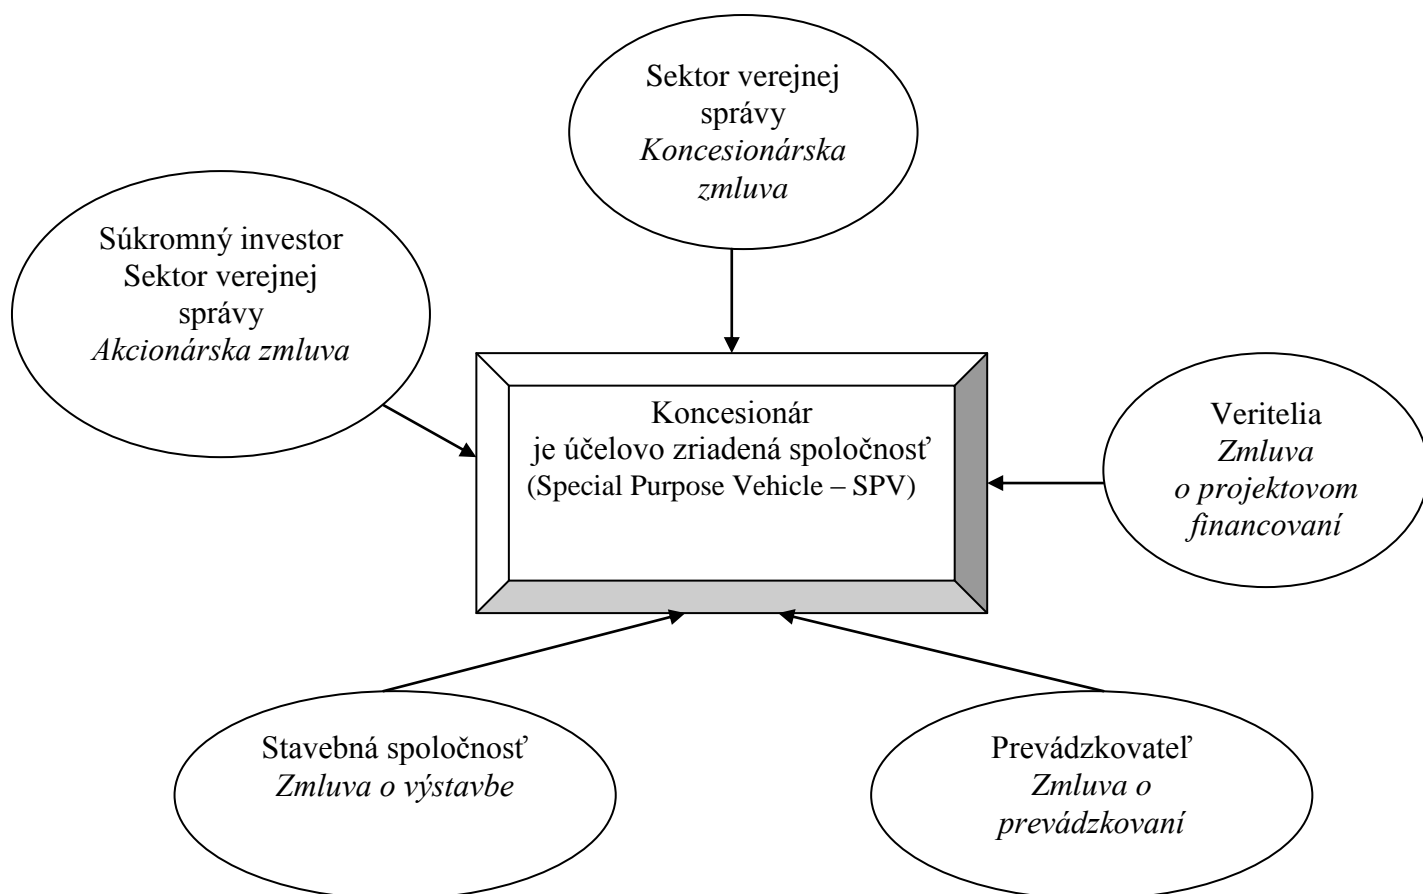 Sektor verejnej
správy
Koncesionárska
zmluva
Súkromný investor
Sektor verejnej
správy
Akcionárska zmluva
Koncesionár
je účelovo zriadená spoločnosť
(Special Purpose Vehicle – SPV)
Veritelia
Zmluva
o projektovom
financovaní
Stavebná spoločnosť
Zmluva o výstavbe
Prevádzkovateľ
Zmluva o
prevádzkovaní